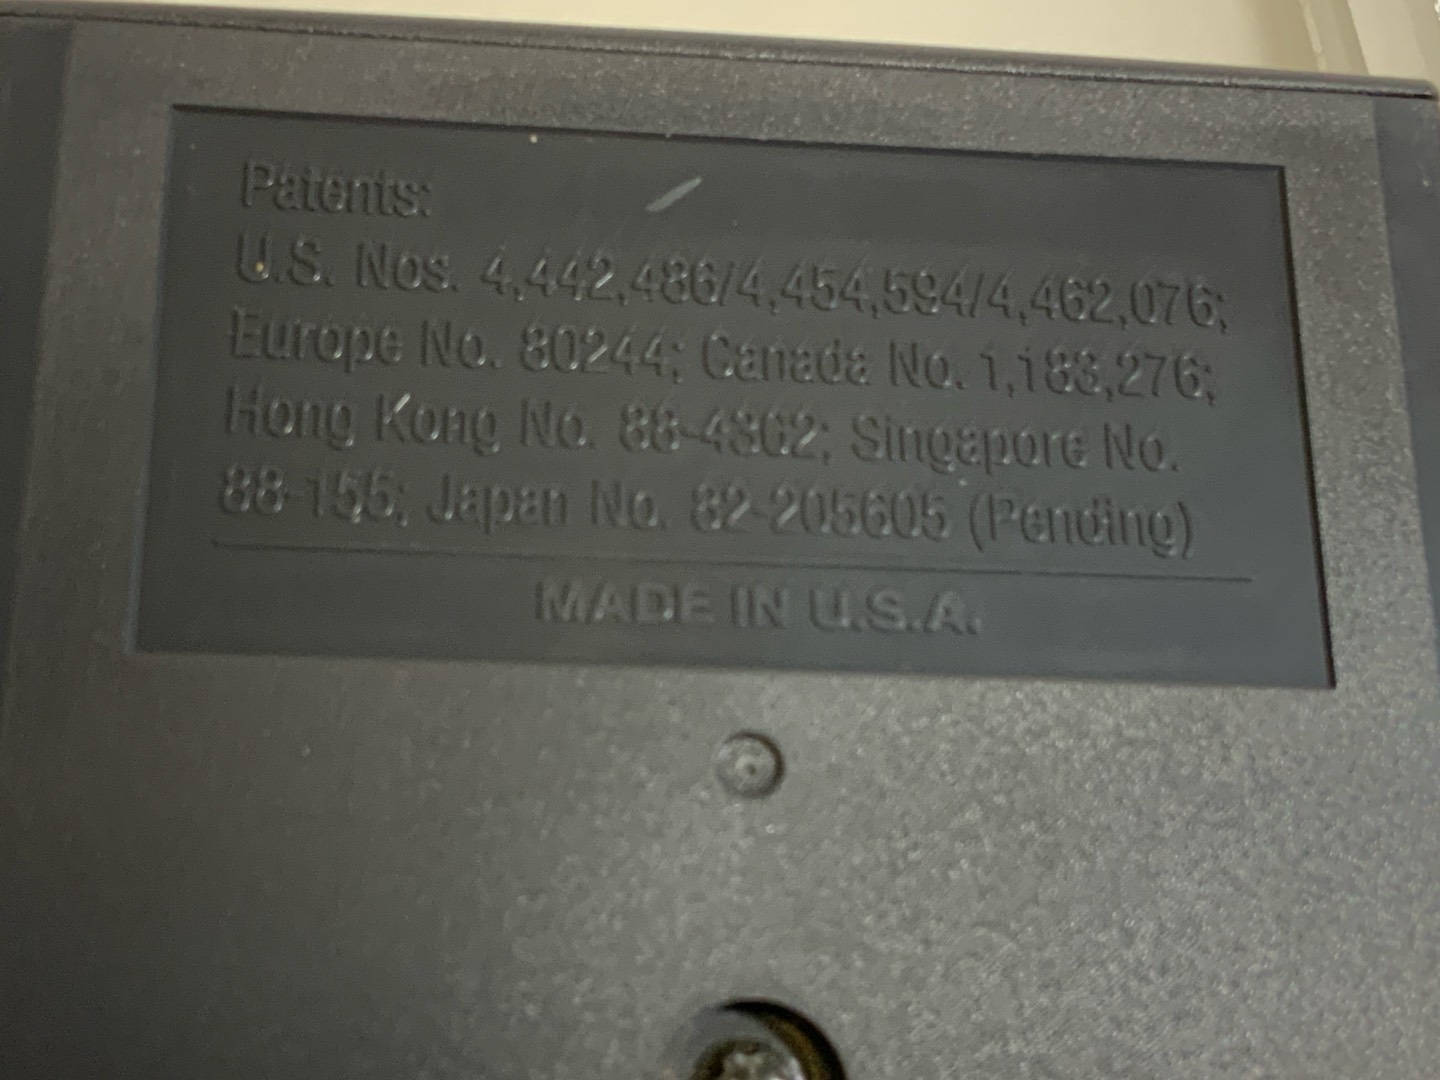 Patents:
U.S. Nos. 4,442,486/4,454,594/4,462,076;
Europe No. 80244; Canada No. 1,183,276;
Hong Kong No. 88-4362; Singapore No.
88-155; Japan No. 82-205605 (Pending)
MADE IN U.S.A.